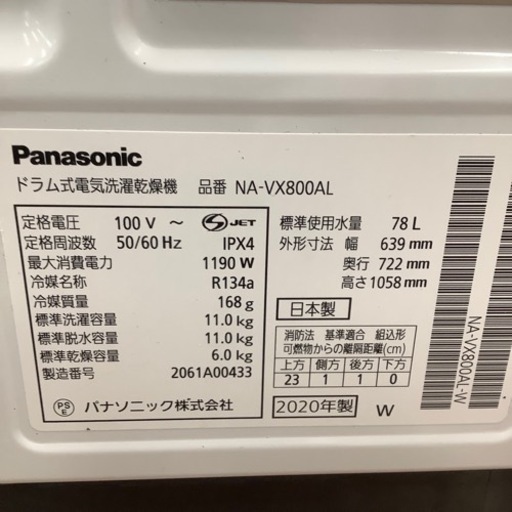 Panasonic
ドラム式電気洗濯乾燥機 品番 NA-VX800AL
定格電圧 100 V ～ S JET
定格周波数 50/60 Hz IPX4
最大消費電力 1190 W
冷媒名称 R134a
冷媒質量 168 g
標準洗濯容量 11.0 kg
標準脱水容量 11.0 kg
標準乾燥容量 6.0 kg
製造番号 2061A00433
PS E パナソニック株式会社
標準使用水量 78 L
外形寸法 幅 639 mm
奥行 722 mm
高さ 1058 mm
日本製
消防法 基準適合 組込形
可燃物からの離隔距離(cm)
上方 側方 後方 下方
23 1 1 0
2020年製 W
NA-VX800AL-W